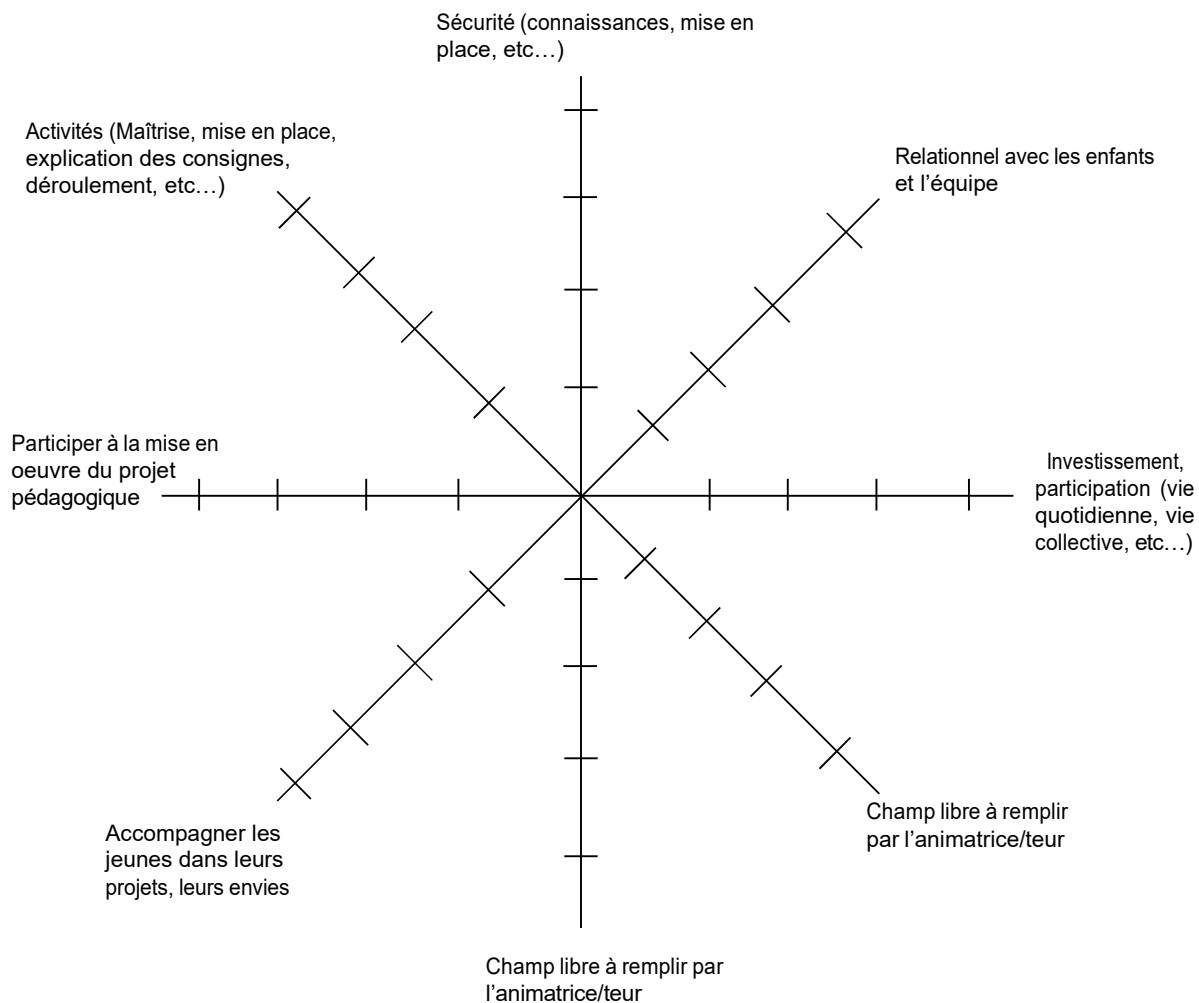 Sécurité (connaissances, mise en
place, etc…)
Activités (Maîtrise, mise en place,
explication des consignes,
déroulement, etc…)
Relationnel avec les enfants
et l’équipe
Participer à la mise en
oeuvre du projet
pédagogique
Investissement,
participation (vie
quotidienne, vie
collective, etc…)
Champ libre à remplir
par l’animatrice/teur
Accompagner les
jeunes dans leurs
projets, leurs envies
Champ libre à remplir par
l’animatrice/teur